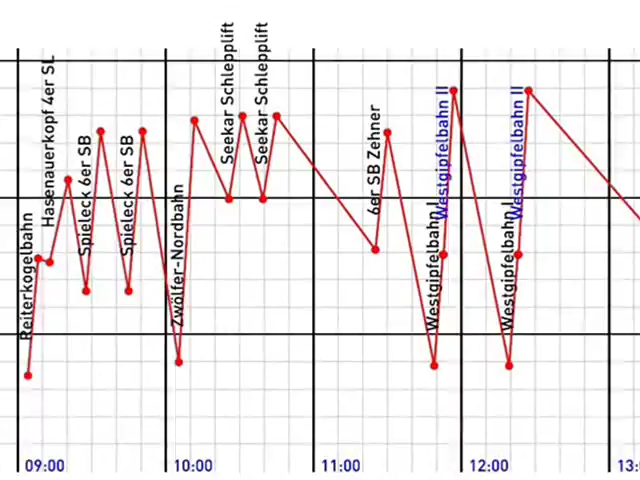 Reiterkogelbahn
Hasenauerkopf 4er SL
Spieleck 6er SB
Spieleck 6er SB
Zwölfer-Nordbahn
Seekar Schlepplift
Seekar Schlepplift
6er SB Zehner
Westgipfelbahn I
Westgipfelbahn II
Westgipfelbahn I
Westgipfelbahn II
09:00 10:00 11:00 12:00